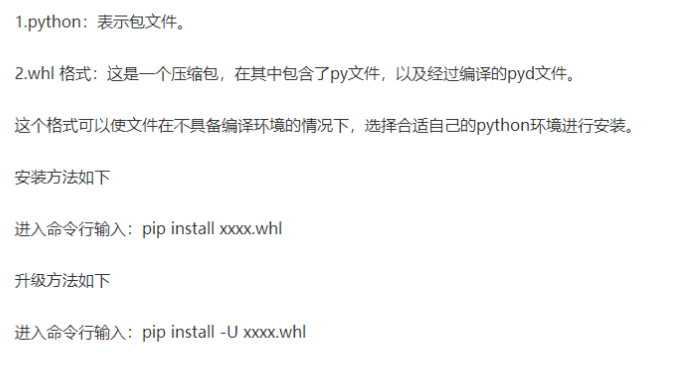 1.python：表示包文件。
2.whl 格式：这是一个压缩包，在其中包含了py文件，以及经过编译的pyd文件。
这个格式可以使文件在不具备编译环境的情况下，选择合适自己的python环境进行安装。
安装方法如下
进入命令行输入：pip install xxxx.whl
升级方法如下
进入命令行输入：pip install -U xxxx.whl